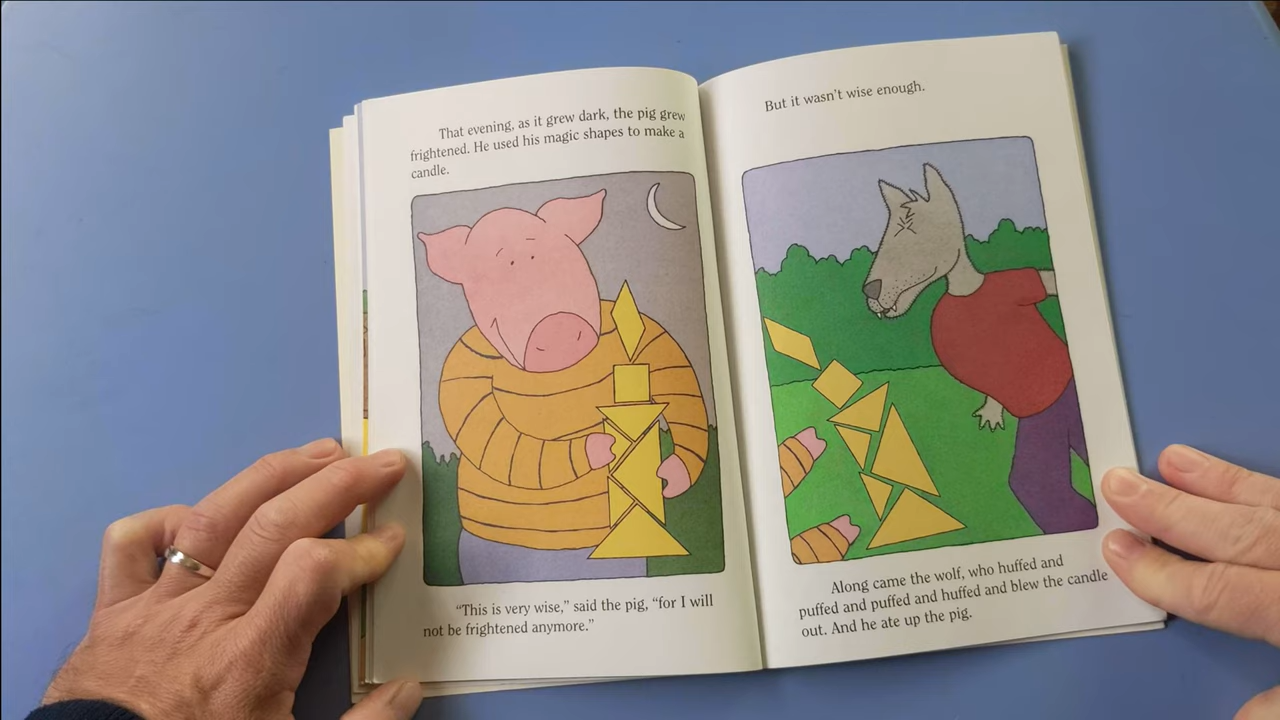 That evening, as it grew dark, the pig grew
frightened. He used his magic shapes to make a
candle.
"This is very wise," said the pig, "for I will
not be frightened anymore."
But it wasn't wise enough.
Along came the wolf, who huffed and
puffed and puffed and huffed and blew the candle
out. And he ate up the pig.